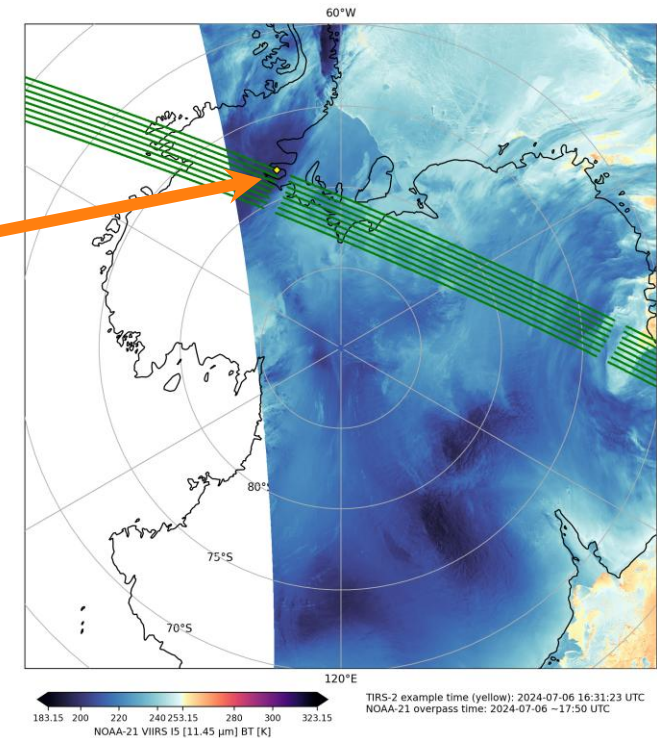 60°W
80°S
75°S
70°S
120°E
183.15 200 220 240 253.15 280 300 323.15
NOAA-21 VIIRS I5 [11.45 μm] BT [K]
TIRS-2 example time (yellow): 2024-07-06 16:31:23 UTC
NOAA-21 overpass time: 2024-07-06 ~17:50 UTC